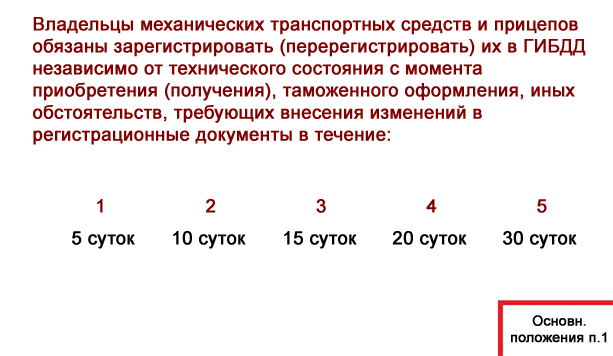 Владельцы механических транспортных средств и прицепов
обязаны зарегистрировать (перерегистрировать) их в ГИБДД
независимо от технического состояния с момента
приобретения (получения), таможенного оформления, иных
обстоятельств, требующих внесения изменений в
регистрационные документы в течение:
1 2 3 4 5
5 суток 10 суток 15 суток 20 суток 30 суток
Основн.
положения п.1